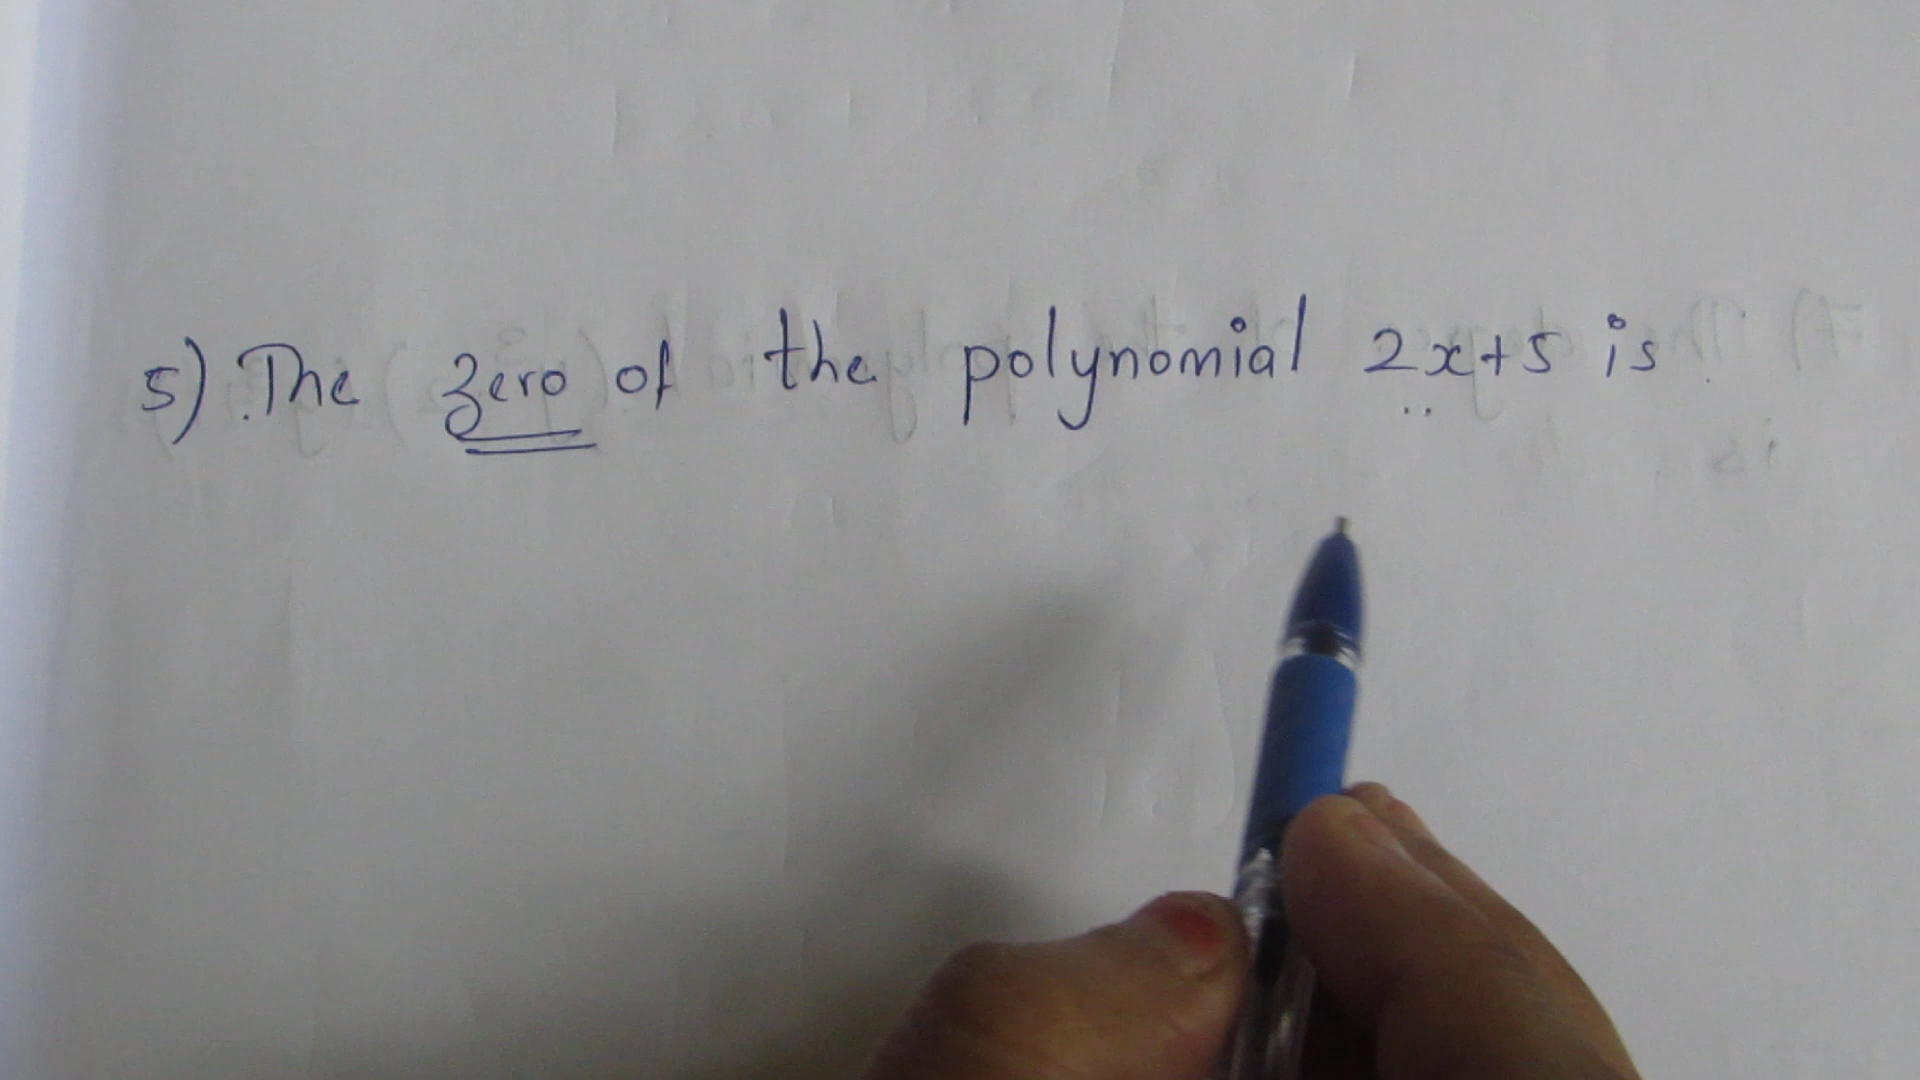 5) The zero of the polynomial 2x+5 is